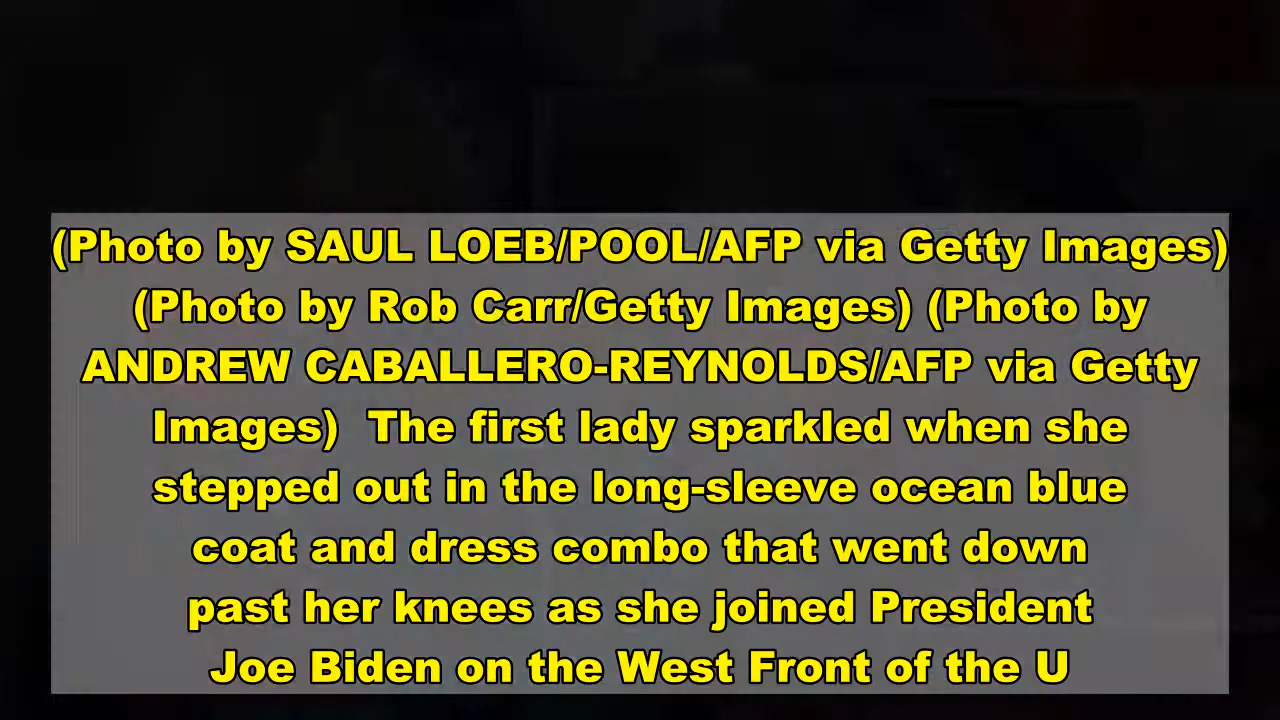 (Photo by SAUL LOEB/POOL/AFP via Getty Images)
(Photo by Rob Carr/Getty Images) (Photo by
ANDREW CABALLERO-REYNOLDS/AFP via Getty
Images)  The first lady sparkled when she
stepped out in the long-sleeve ocean blue
coat and dress combo that went down
past her knees as she joined President
Joe Biden on the West Front of the U